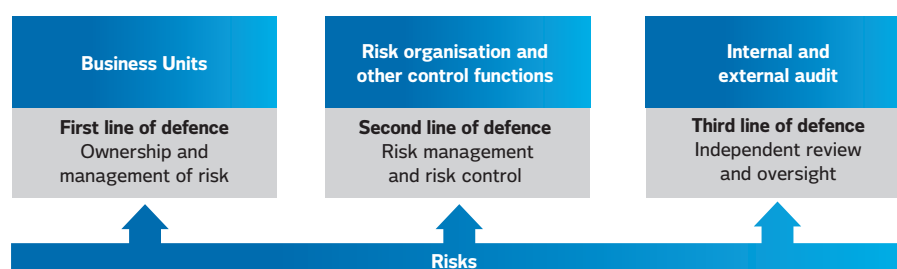 Business Units
First line of defence
Ownership and
management of risk
Risk organisation and
other control functions
Second line of defence
Risk management
and risk control
Internal and
external audit
Third line of defence
Independent review
and oversight
Risks